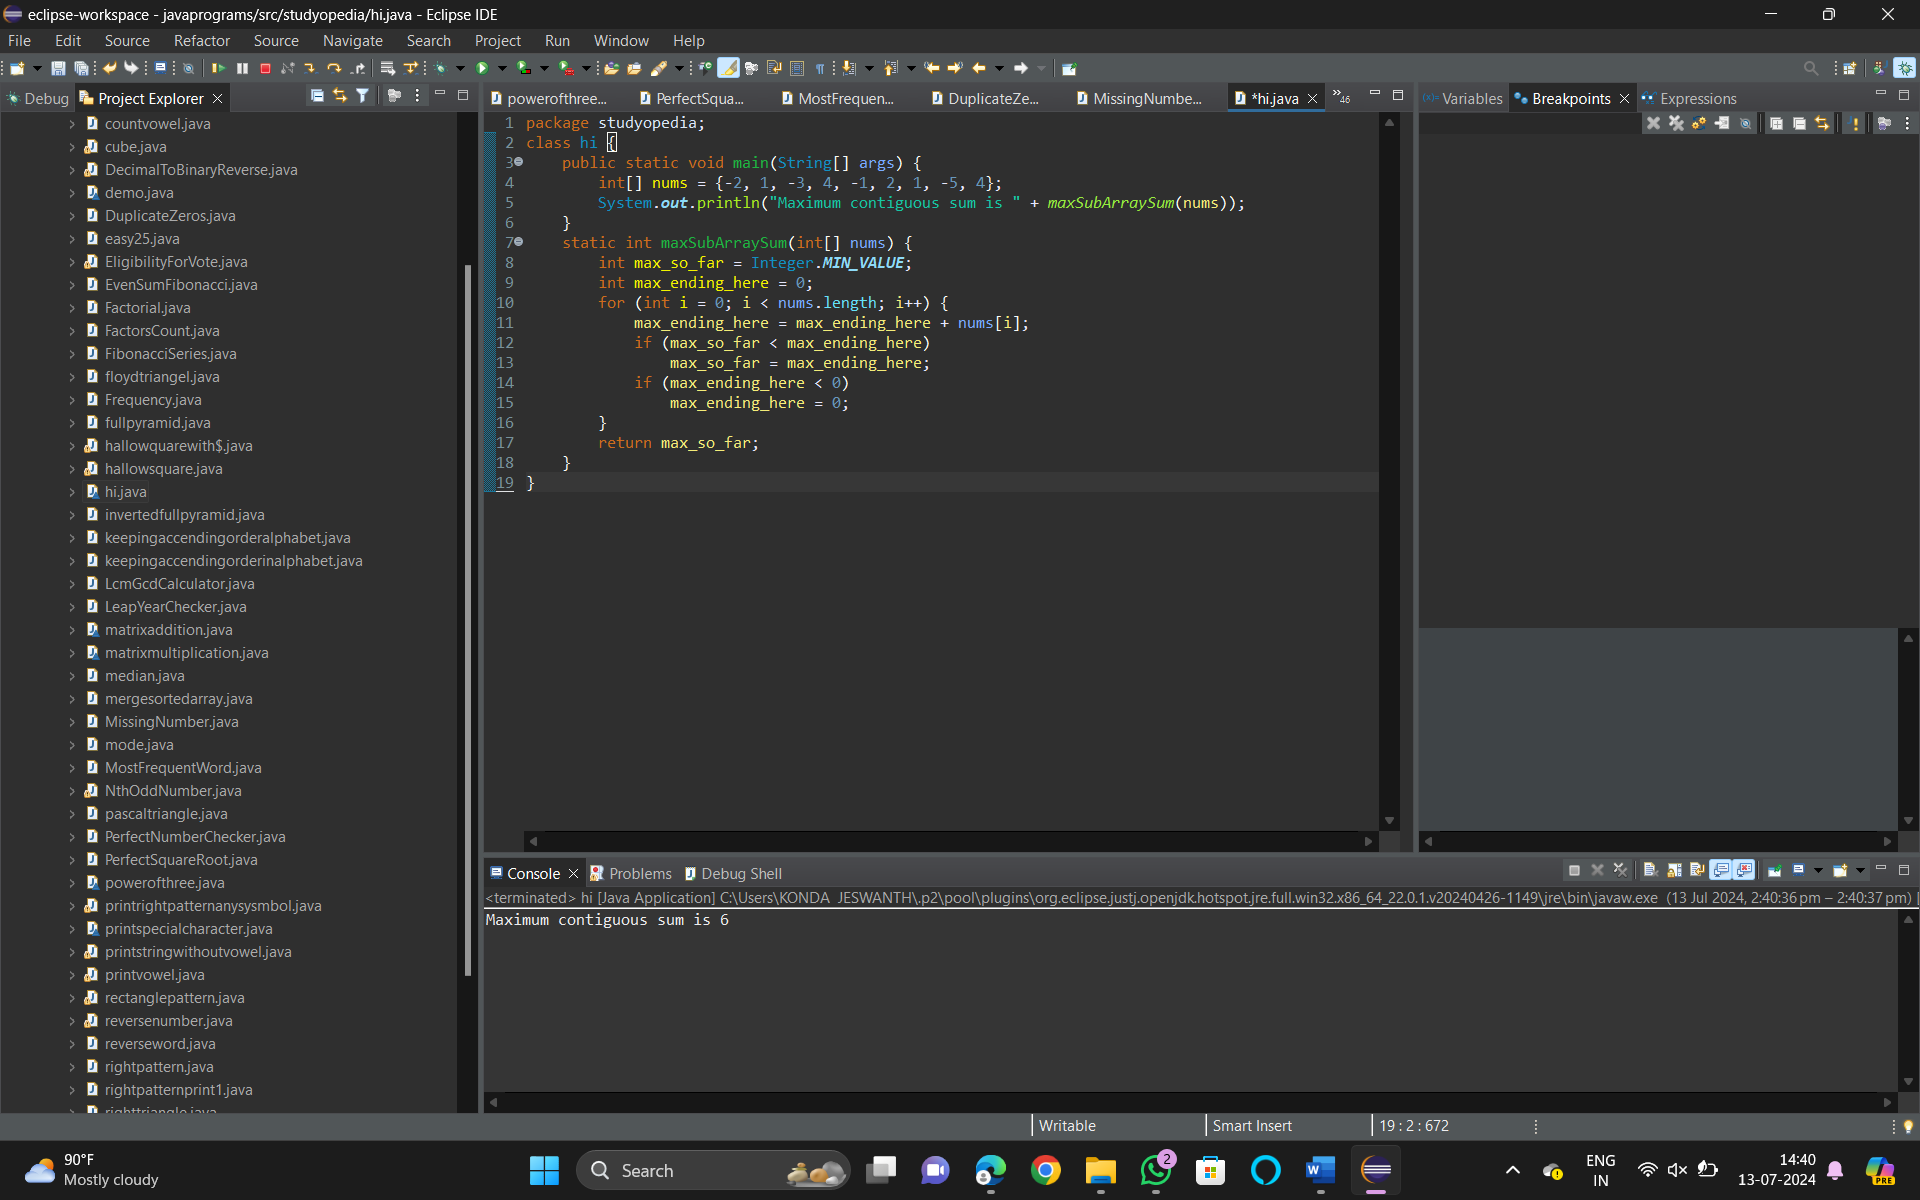 eclipse-workspace - javaprograms/src/studyopedia/hi.java - Eclipse IDE
File Edit Source Refactor Source Navigate Search Project Run Window Help
Debug
Project Explorer
countvowel.java
cube.java
DecimalToBinaryReverse.java
demo.java
DuplicateZeros.java
easy25.java
EligibilityForVote.java
EvenSumFibonacci.java
Factorial.java
FactorsCount.java
FibonacciSeries.java
floydtriangel.java
Frequency.java
fullpyramid.java
hallowquarewith$.java
hallowsquare.java
hi.java
invertedfullpyramid.java
keepingaccendingorderalphabet.java
keepingaccendingorderinalphabet.java
LcmGcdCalculator.java
LeapYearChecker.java
matrixaddition.java
matrixmultiplication.java
median.java
mergesortedarray.java
MissingNumber.java
mode.java
MostFrequentWord.java
NthOddNumber.java
pascaltriangle.java
PerfectNumberChecker.java
PerfectSquareRoot.java
powerofthree.java
printrightpatternanysysmbol.java
printspecialcharacter.java
printstringwithoutvowel.java
printvowel.java
rectanglepattern.java
reversenumber.java
reverseword.java
rightpattern.java
rightpatternprint1.java
righttriangle.java
powerofthree... PerfectSqua... MostFrequen... DuplicateZe... MissingNumbe... *hi.java 46
1 package studyopedia;
2 class hi {
3 public static void main(String[] args) {
4 int[] nums = {-2, 1, -3, 4, -1, 2, 1, -5, 4};
5 System.out.println("Maximum contiguous sum is " + maxSubArraySum(nums));
6 }
7 static int maxSubArraySum(int[] nums) {
8 int max_so_far = Integer.MIN_VALUE;
9 int max_ending_here = 0;
10 for (int i = 0; i < nums.length; i++) {
11 max_ending_here = max_ending_here + nums[i];
12 if (max_so_far < max_ending_here)
13 max_so_far = max_ending_here;
14 if (max_ending_here < 0)
15 max_ending_here = 0;
16 }
17 return max_so_far;
18 }
19 }
Variables Breakpoints Expressions
Console Problems Debug Shell
<terminated> hi [Java Application] C:\Users\KONDA JESWANTH\.p2\pool\plugins\org.eclipse.justj.openjdk.hotspot.jre.full.win32.x86_64_22.0.1.v20240426-1149\jre\bin\javaw.exe (13 Jul 2024, 2:40:36 pm – 2:40:37 pm)
Maximum contiguous sum is 6
Writable Smart Insert 19 : 2 : 672
90°F
Mostly cloudy
Search
2
PRE
ENG
IN
14:40
13-07-2024